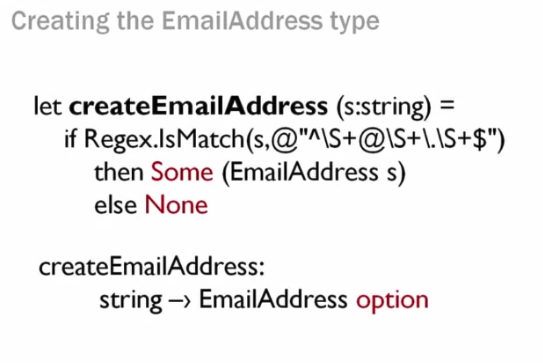 Creating the EmailAddress type
let createEmailAddress (s:string) =
if Regex.IsMatch(s,@"^\S+@\S+\.\S+$")
then Some (EmailAddress s)
else None
createEmailAddress:
string –> EmailAddress option